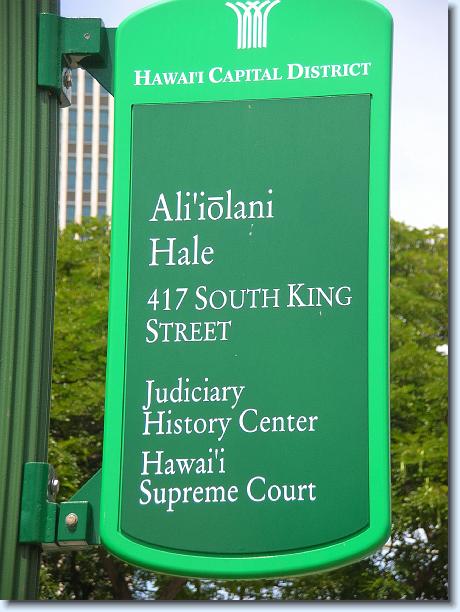 HAWAI'I CAPITAL DISTRICT
Ali'iōlani
Hale
417 SOUTH KING
STREET
Judiciary
History Center
Hawai'i
Supreme Court